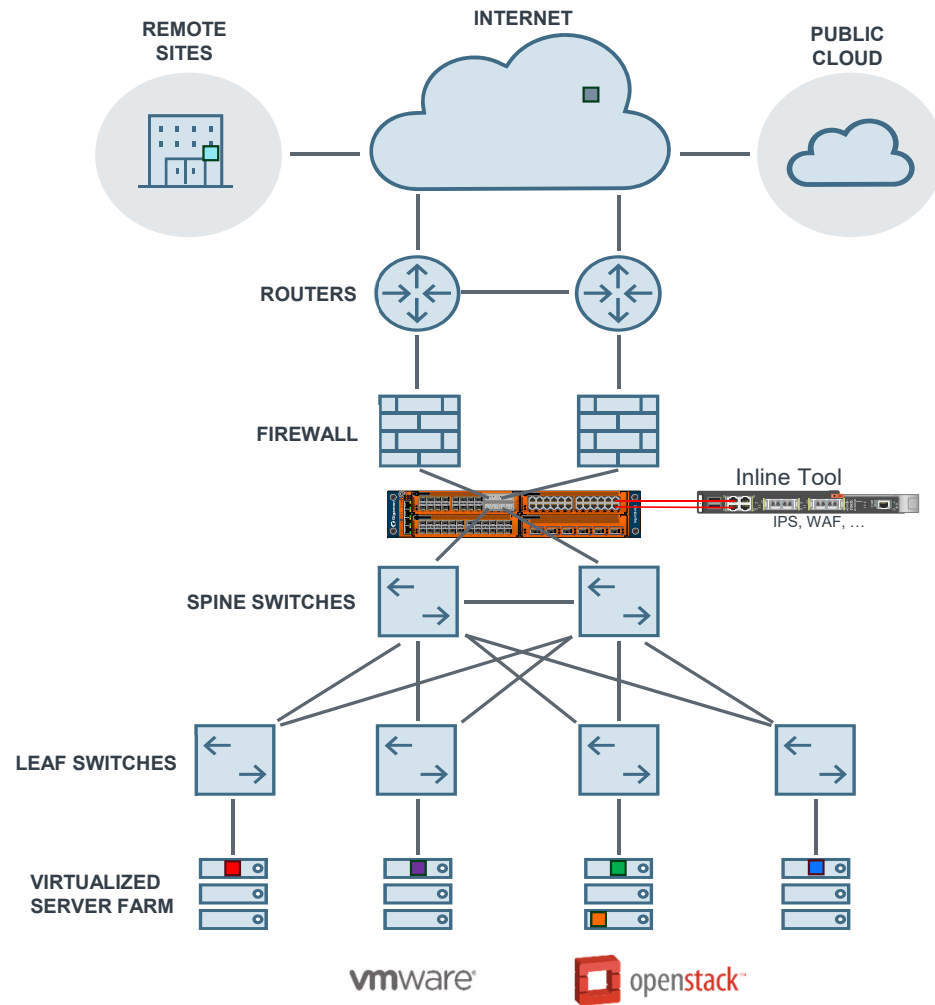 REMOTE
SITES
INTERNET
PUBLIC
CLOUD
ROUTERS
FIREWALL
Inline Tool
IPS, WAF, ...
SPINE SWITCHES
LEAF SWITCHES
VIRTUALIZED
SERVER FARM
vmware®
openstack™